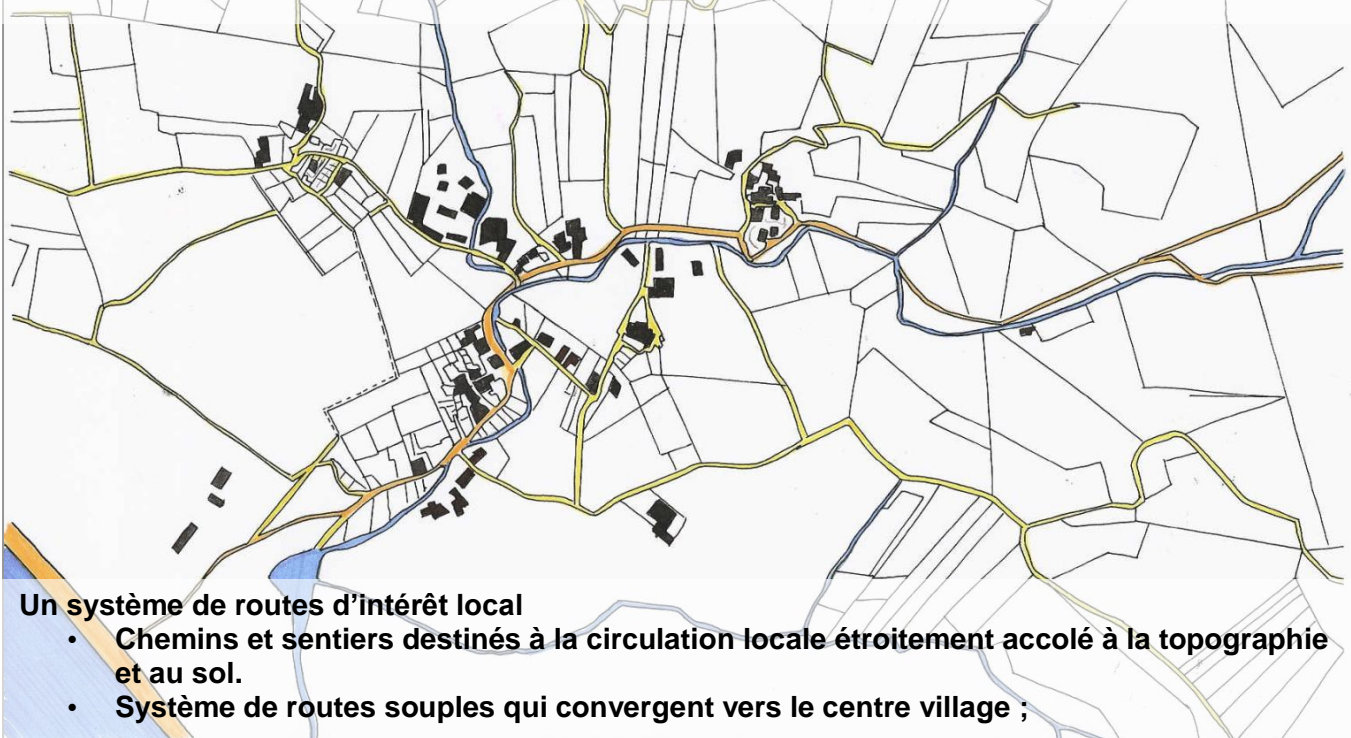 Un système de routes d’intérêt local
• Chemins et sentiers destinés à la circulation locale étroitement accolé à la topographie
et au sol.
• Système de routes souples qui convergent vers le centre village ;